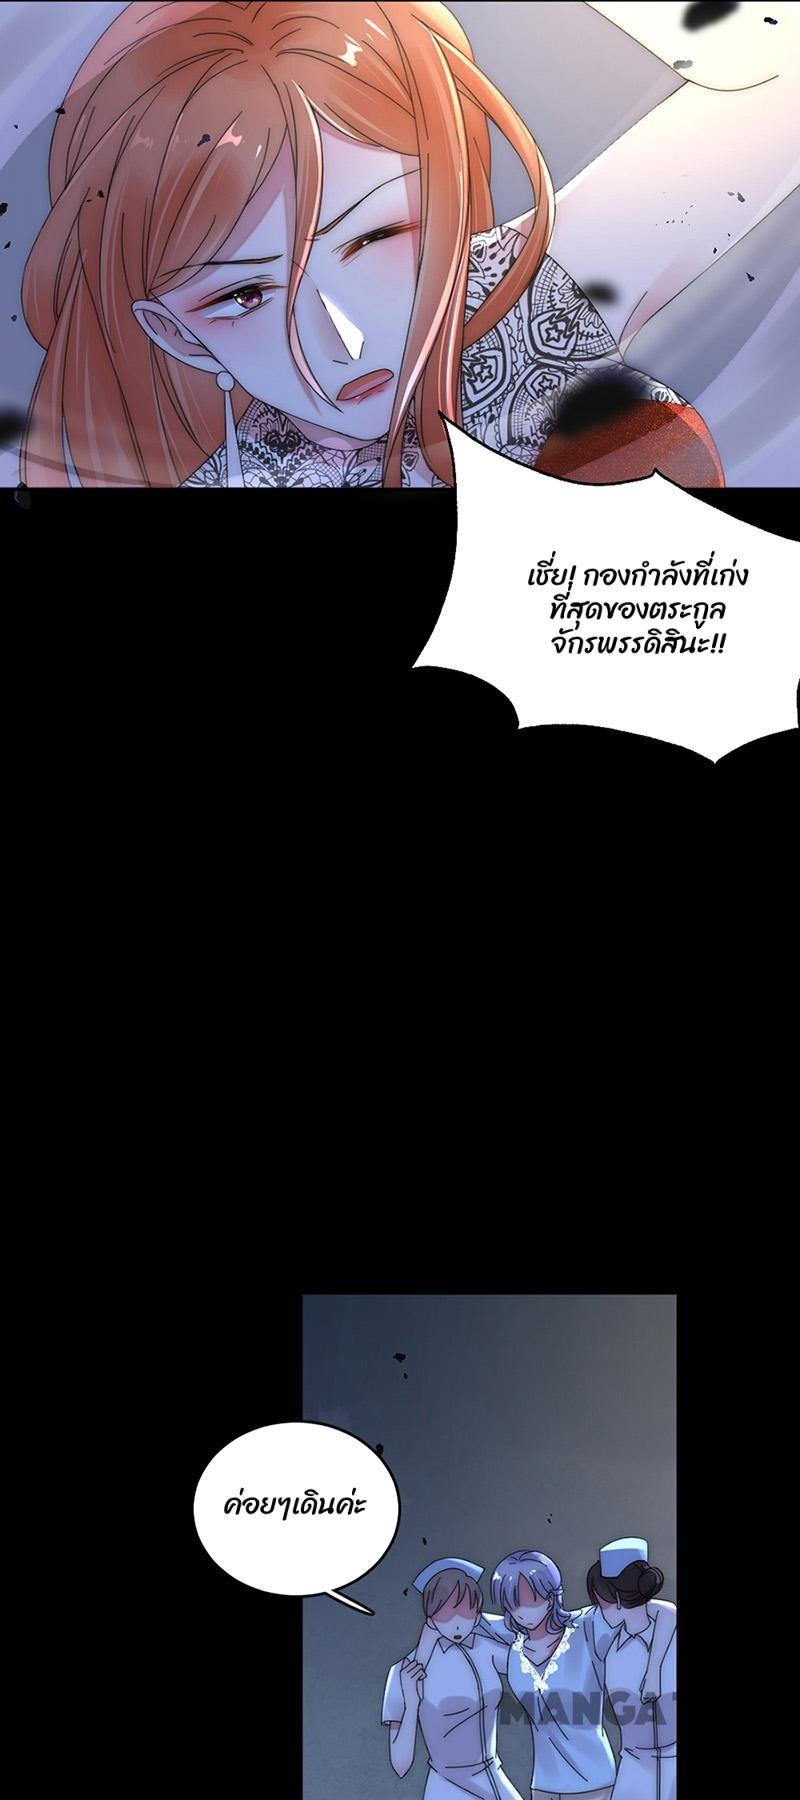 เชี่ย! กองกำลังที่เก่ง
ที่สุดของตระกูล
จักรพรรดิสินะ!!
ค่อยๆเดินค่ะ
MANGAT